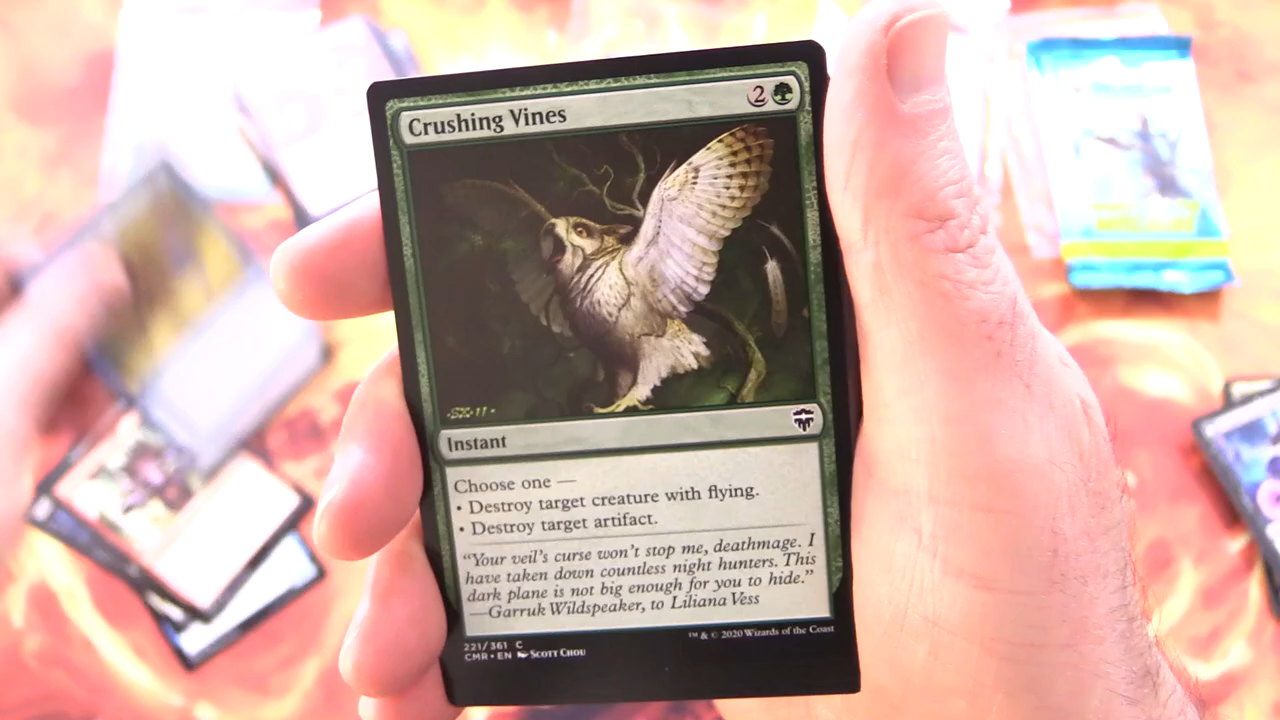 Crushing Vines 2
-SZ-11-
Instant
Choose one —
• Destroy target creature with flying.
• Destroy target artifact.
“Your veil’s curse won’t stop me, deathmage. I
have taken down countless night hunters. This
dark plane is not big enough for you to hide.”
—Garruk Wildspeaker, to Liliana Vess
221/361 C
™ & © 2020 Wizards of the Coast
CMR • EN Scott Chou